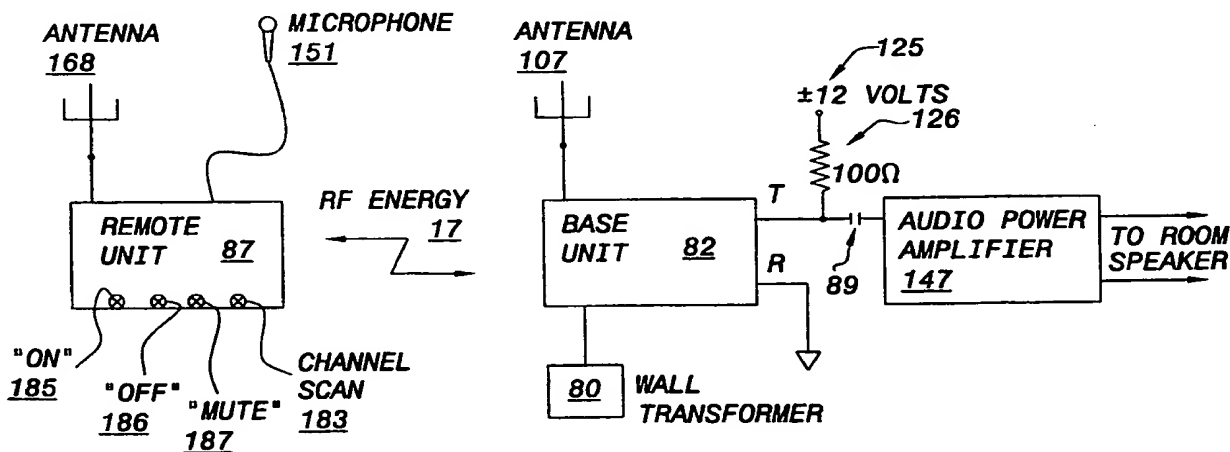 ANTENNA
168
MICROPHONE
151
REMOTE
UNIT 87
"ON"
185
"OFF"
186
"MUTE"
187
CHANNEL
SCAN
183
RF ENERGY
17
ANTENNA
107
BASE
UNIT 82
T
R
80 WALL
TRANSFORMER
125
±12 VOLTS
126
100Ω
89
AUDIO POWER
AMPLIFIER
147
TO ROOM
SPEAKER